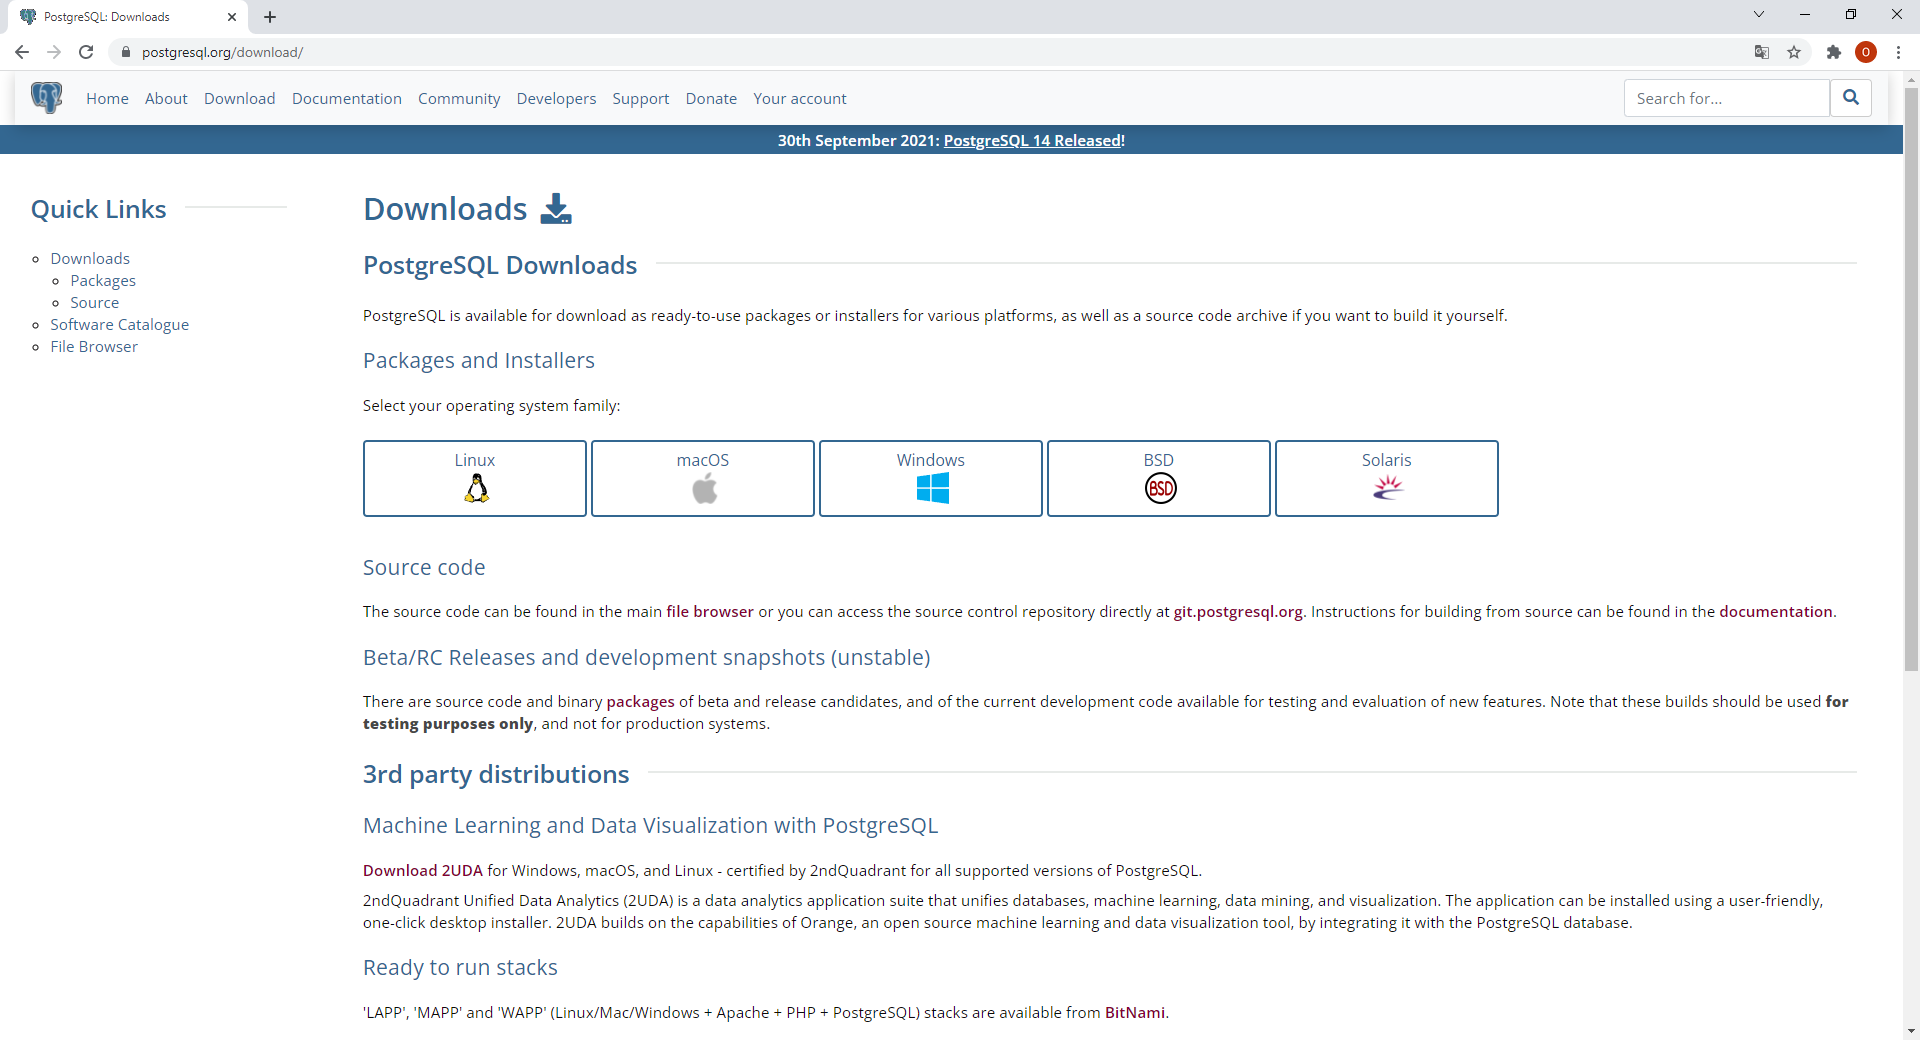 PostgreSQL: Downloads
postgresql.org/download/
O
Home About Download Documentation Community Developers Support Donate Your account
Search for...
30th September 2021: PostgreSQL 14 Released!
Quick Links
Downloads
Packages
Source
Software Catalogue
File Browser
Downloads
PostgreSQL Downloads
PostgreSQL is available for download as ready-to-use packages or installers for various platforms, as well as a source code archive if you want to build it yourself.
Packages and Installers
Select your operating system family:
Linux
macOS
Windows
BSD
BSD
Solaris
Source code
The source code can be found in the main file browser or you can access the source control repository directly at git.postgresql.org. Instructions for building from source can be found in the documentation.
Beta/RC Releases and development snapshots (unstable)
There are source code and binary packages of beta and release candidates, and of the current development code available for testing and evaluation of new features. Note that these builds should be used for
testing purposes only, and not for production systems.
3rd party distributions
Machine Learning and Data Visualization with PostgreSQL
Download 2UDA for Windows, macOS, and Linux - certified by 2ndQuadrant for all supported versions of PostgreSQL.
2ndQuadrant Unified Data Analytics (2UDA) is a data analytics application suite that unifies databases, machine learning, data mining, and visualization. The application can be installed using a user-friendly,
one-click desktop installer. 2UDA builds on the capabilities of Orange, an open source machine learning and data visualization tool, by integrating it with the PostgreSQL database.
Ready to run stacks
'LAPP', 'MAPP' and 'WAPP' (Linux/Mac/Windows + Apache + PHP + PostgreSQL) stacks are available from BitNami.